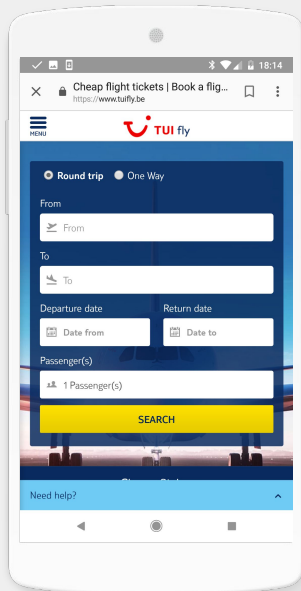 18:14
Cheap flight tickets | Book a flig...
https://www.tuifly.be
MENU
TUI fly
Round trip
One Way
From
From
To
To
Departure date
Return date
Date from
Date to
Passenger(s)
1 Passenger(s)
SEARCH
Need help?